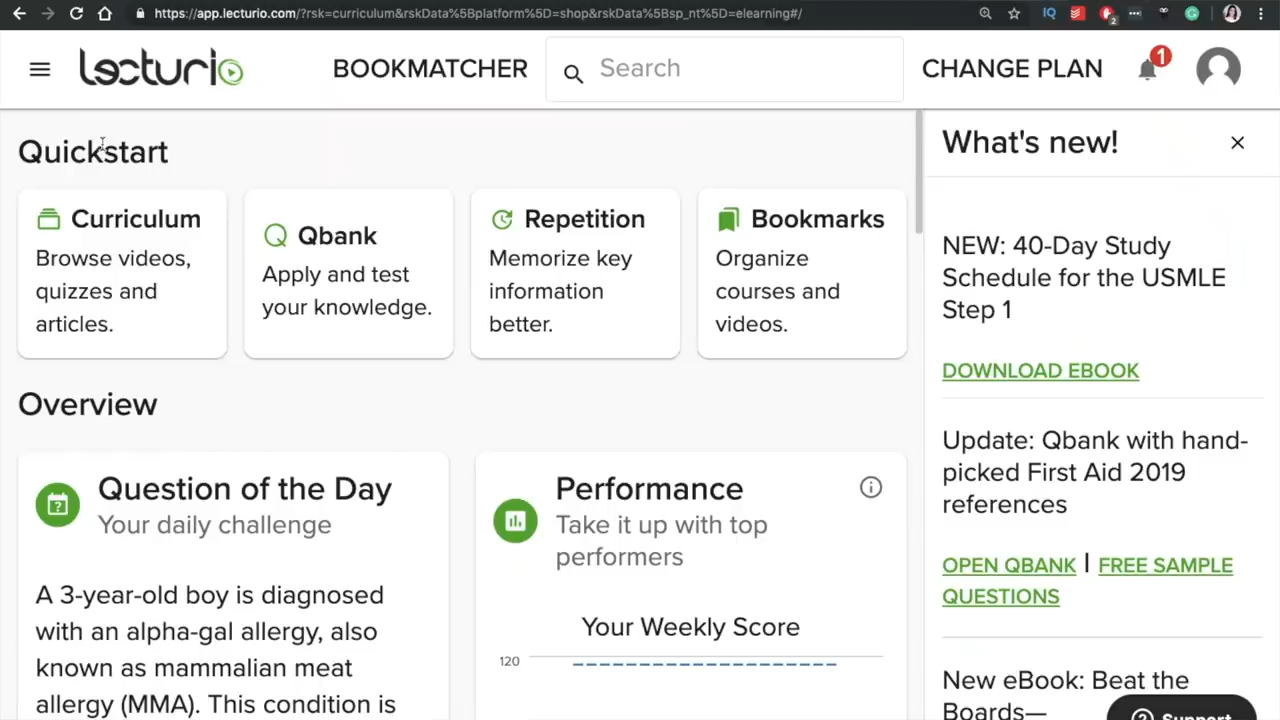 https://app.lecturio.com/?rsk=curriculum&rskData%5Bplatform%5D=shop&rskData%5Bsp_nt%5D=elearning#/
IQ
2
lecturio
BOOKMATCHER
Search
CHANGE PLAN
1
Quickstart
Curriculum
Browse videos,
quizzes and
articles.
Qbank
Apply and test
your knowledge.
Repetition
Memorize key
information
better.
Bookmarks
Organize
courses and
videos.
Overview
Question of the Day
Your daily challenge
A 3-year-old boy is diagnosed
with an alpha-gal allergy, also
known as mammalian meat
allergy (MMA). This condition is
Performance
Take it up with top
performers
Your Weekly Score
120
What's new!
NEW: 40-Day Study
Schedule for the USMLE
Step 1
DOWNLOAD EBOOK
Update: Qbank with hand-
picked First Aid 2019
references
OPEN QBANK | FREE SAMPLE
QUESTIONS
New eBook: Beat the
Boards—
Support